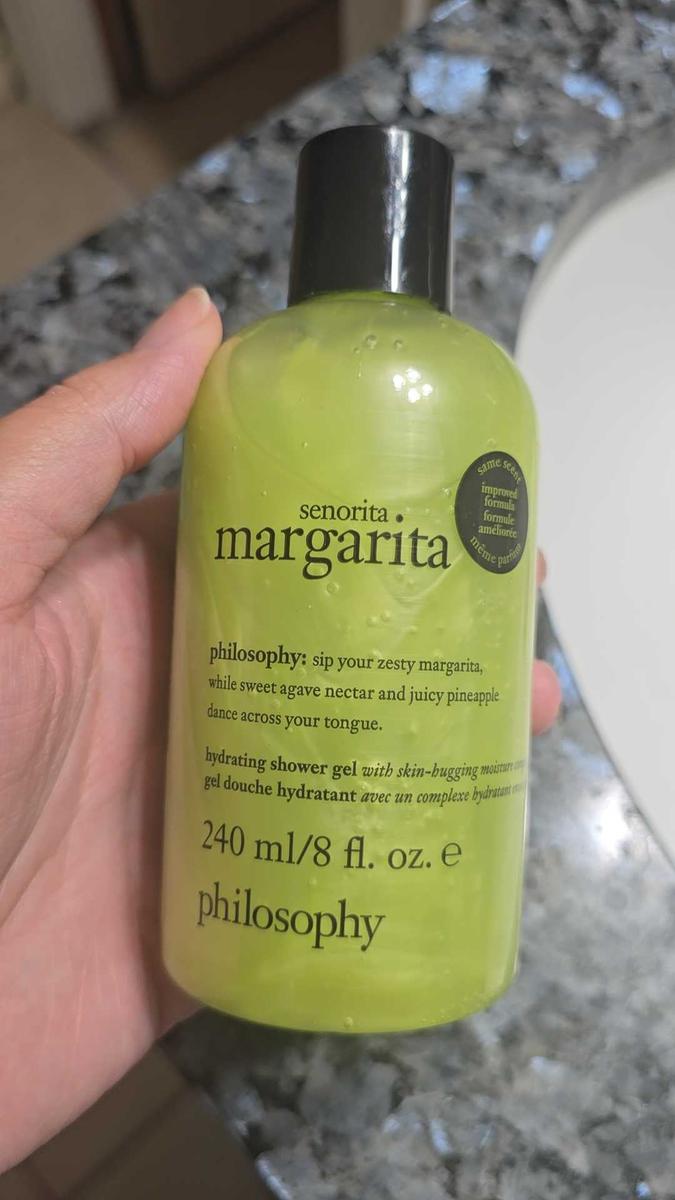 senorita
margarita
same scent
improved
formula
formule
améliorée
même parfum
philosophy: sip your zesty margarita,
while sweet agave nectar and juicy pineapple
dance across your tongue.
hydrating shower gel with skin-hugging moisture
gel douche hydratant avec un complexe hydratant
240 ml/8 fl. oz. e
philosophy